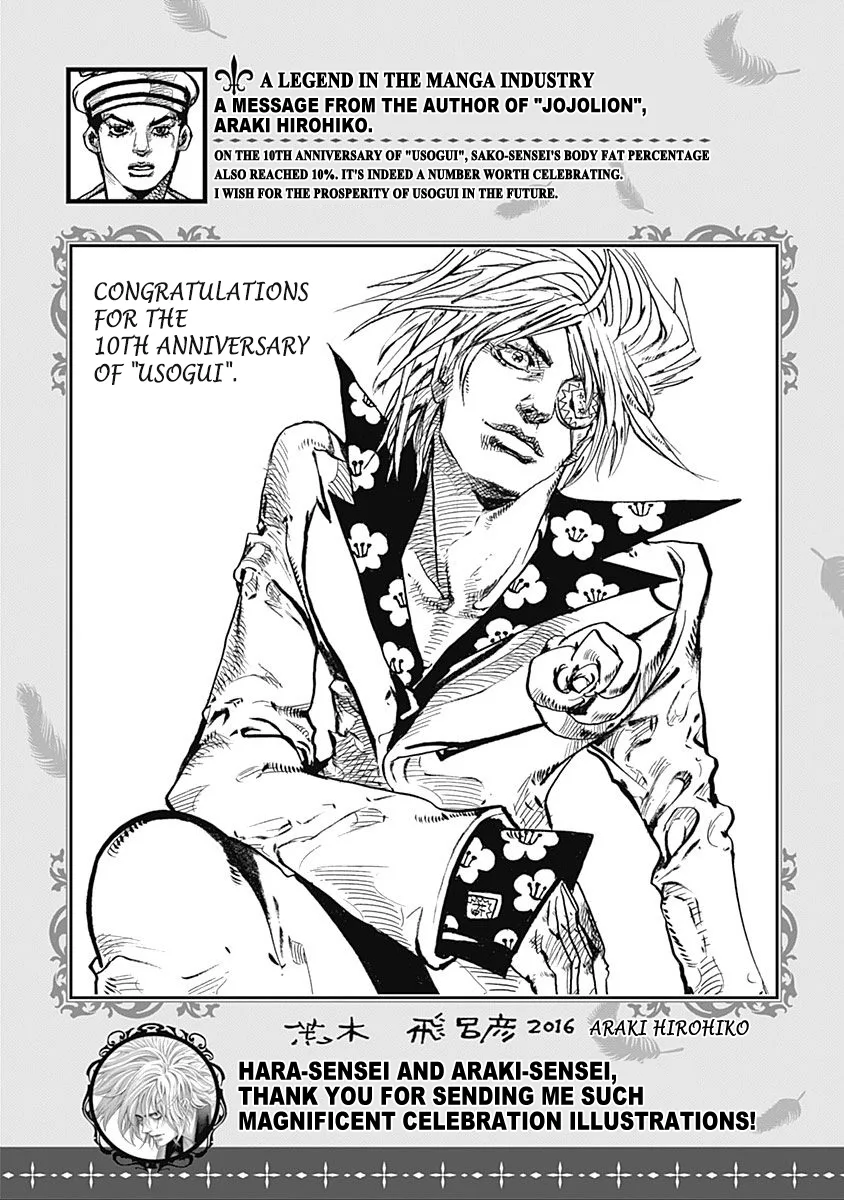 A LEGEND IN THE MANGA INDUSTRY
A MESSAGE FROM THE AUTHOR OF "JOJOLION",
ARAKI HIROHIKO.
ON THE 10TH ANNIVERSARY OF "USOGUI", SAKO-SENSEI'S BODY FAT PERCENTAGE
ALSO REACHED 10%. IT'S INDEED A NUMBER WORTH CELEBRATING.
I WISH FOR THE PROSPERITY OF USOGUI IN THE FUTURE.
CONGRATULATIONS
FOR THE
10TH ANNIVERSARY
OF "USOGUI".
荒木 飛呂彦 2016 ARAKI HIROHIKO
HARA-SENSEI AND ARAKI-SENSEI,
THANK YOU FOR SENDING ME SUCH
MAGNIFICENT CELEBRATION ILLUSTRATIONS!